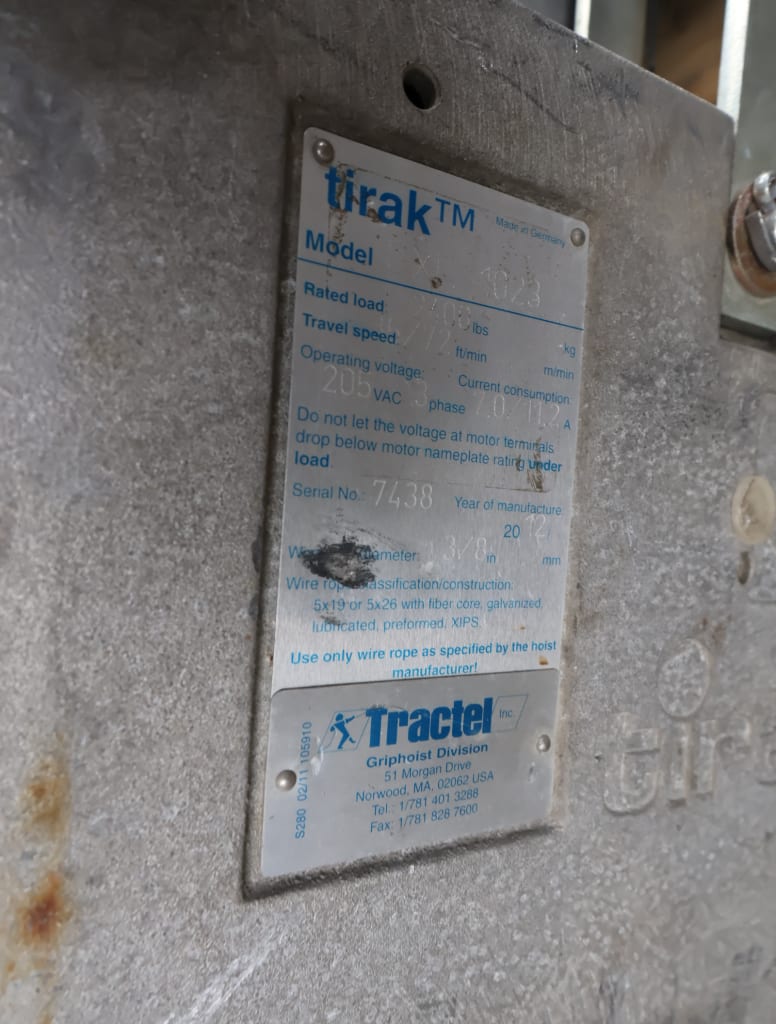 tirak™ Made in Germany
Model 1023
Rated load lbs kg
Travel speed ft/min m/min
Operating voltage: Current consumption:
205 VAC 3 phase A
Do not let the voltage at motor terminals
drop below motor nameplate rating under
load.
Serial No.: 7438 Year of manufacture:
2012
diameter: 3/8 in mm
Wire rope classification/construction:
5x19 or 5x26 with fiber core, galvanized,
lubricated, preformed, XIPS.
Use only wire rope as specified by the hoist
manufacturer!
Tractel Inc.
Griphoist Division
51 Morgan Drive
Norwood, MA, 02062 USA
Tel.: 1/781 401 3288
Fax: 1/781 828 7600
S280 02/11 105910
tira